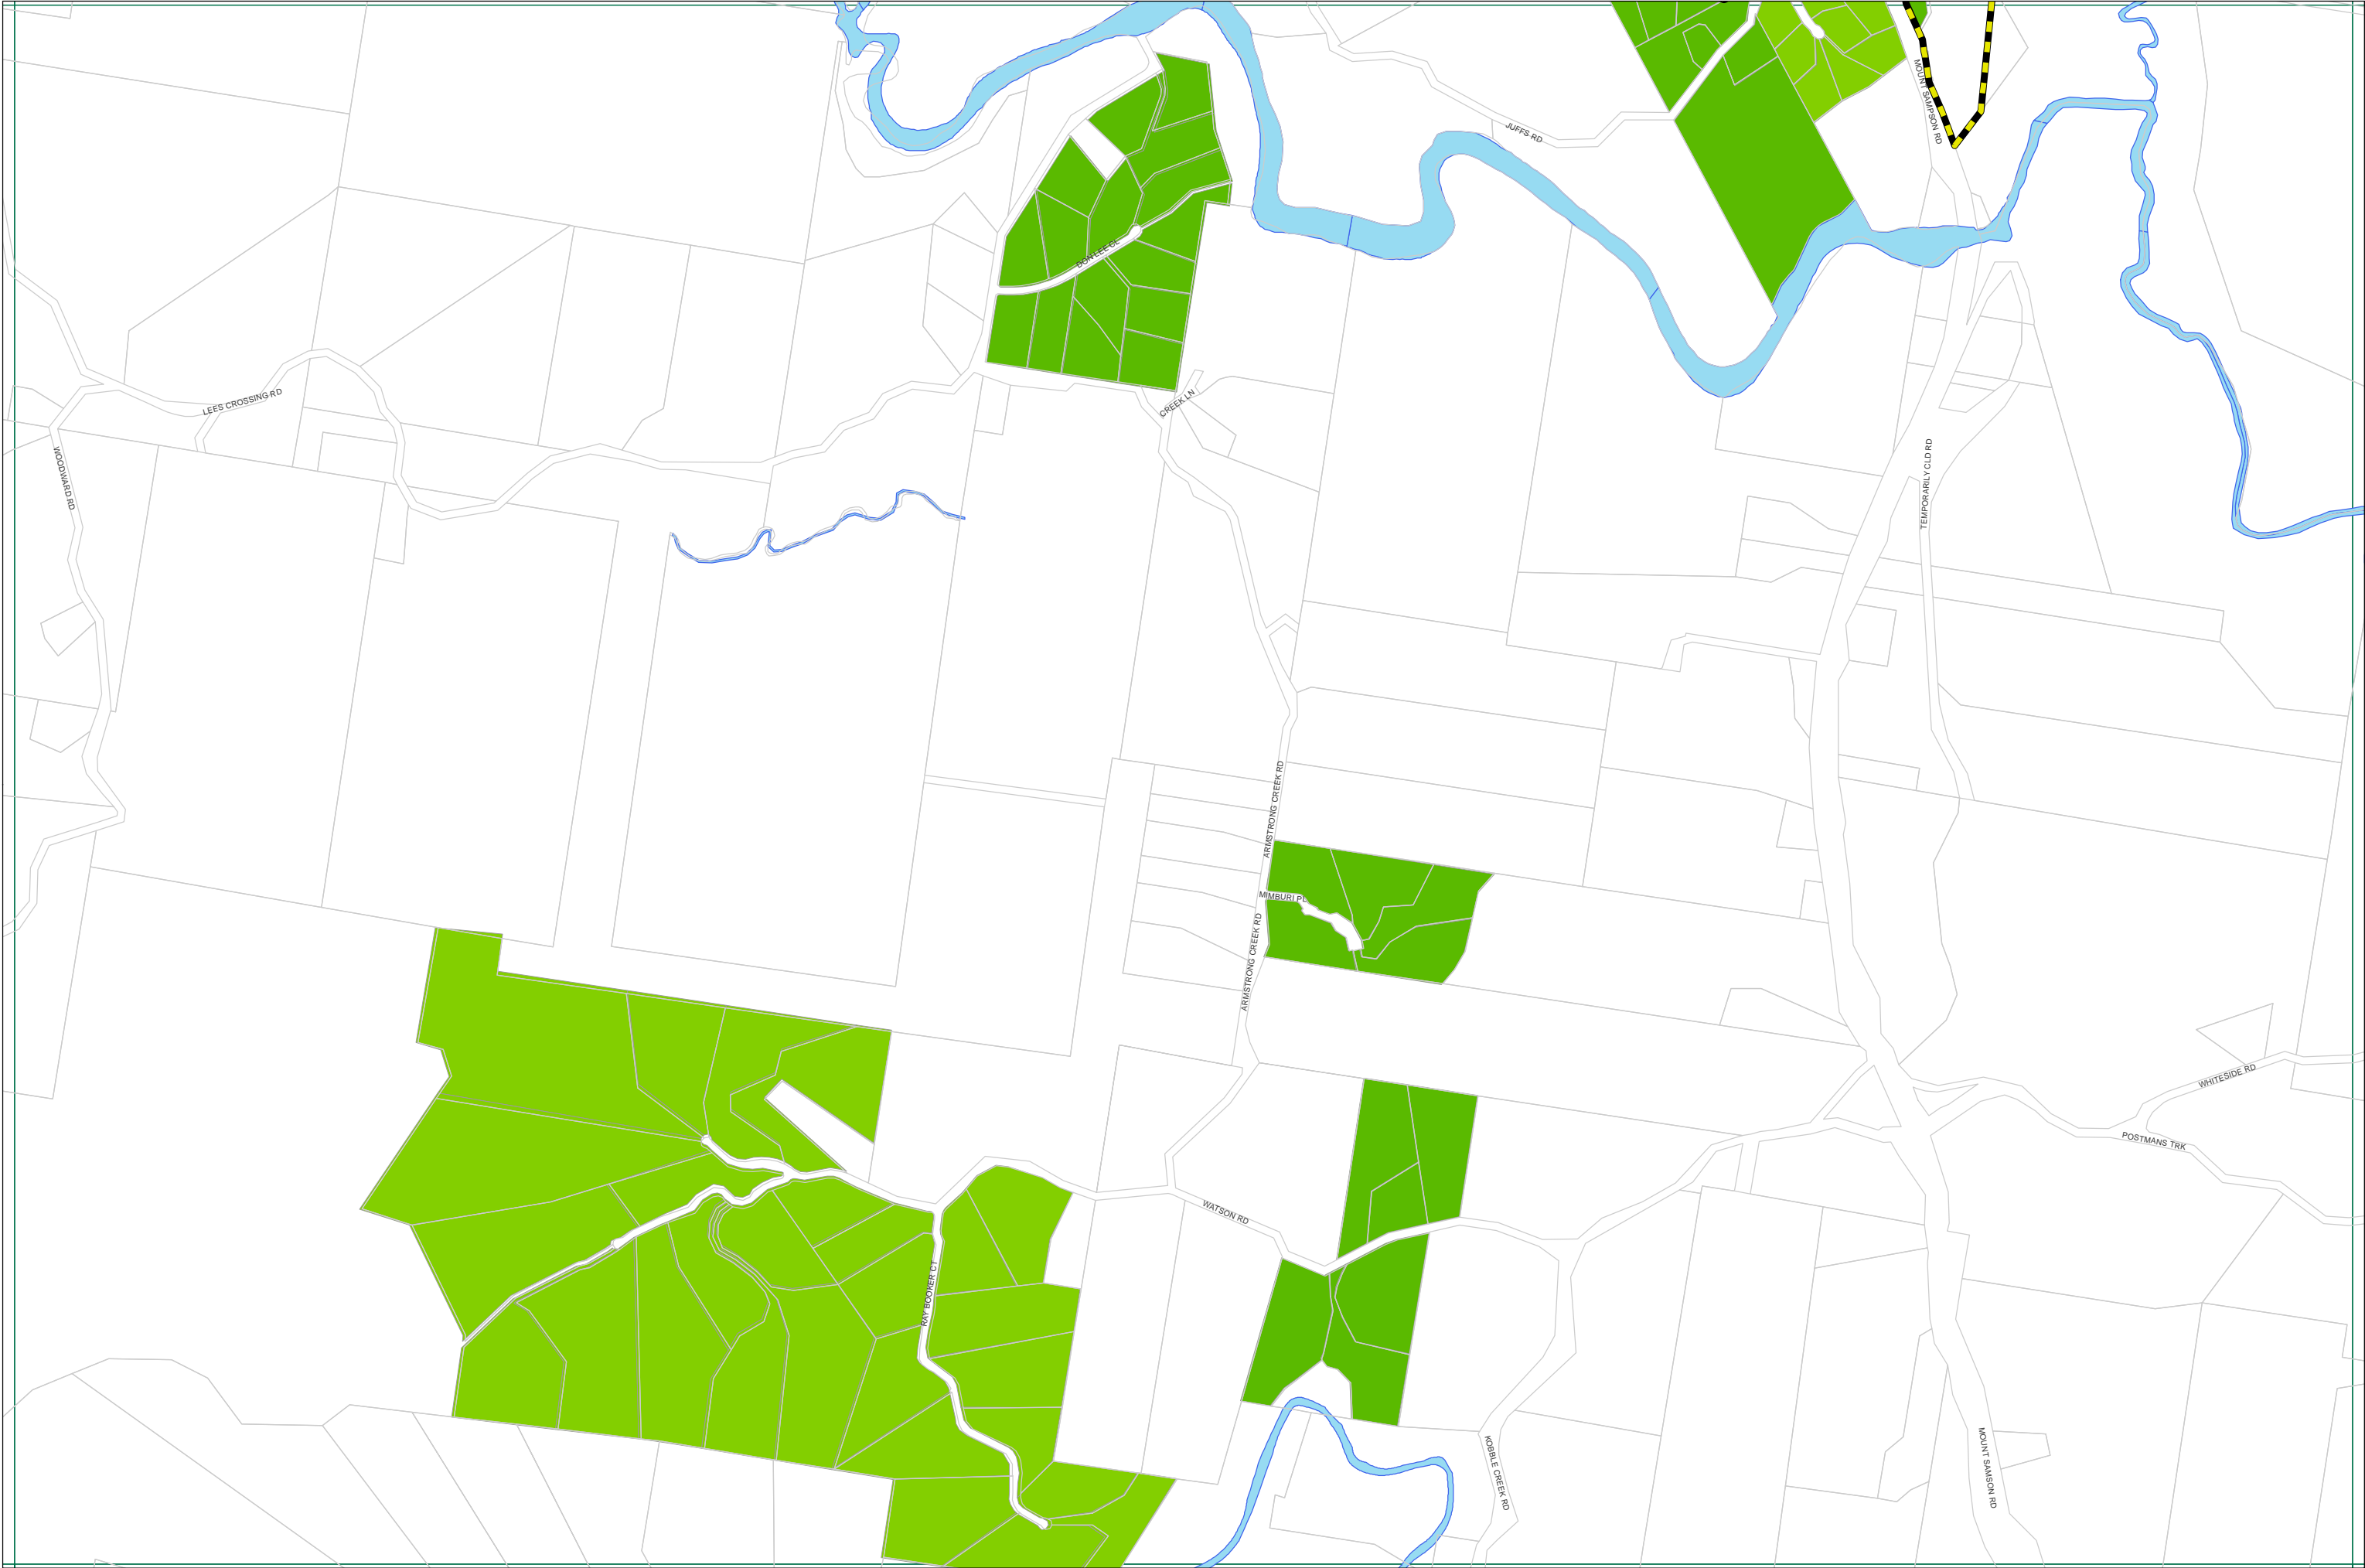 MOUNT SAMPSON RD
JUFFS RD
DON LEE CL
LEES CROSSING RD
CREEK LN
WOODWARD RD
TEMPORARILY CLD RD
ARMSTRONG CREEK RD
MIMBURI PL
ARMSTRONG CREEK RD
WHITESIDE RD
POSTMANS TRK
WATSON RD
RAY BOOKER CT
KOBBLE CREEK RD
MOUNT SAMSON RD